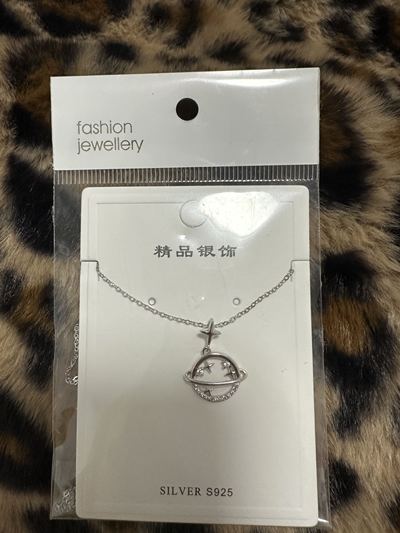 fashion
jewellery
精品银饰
SILVER S925